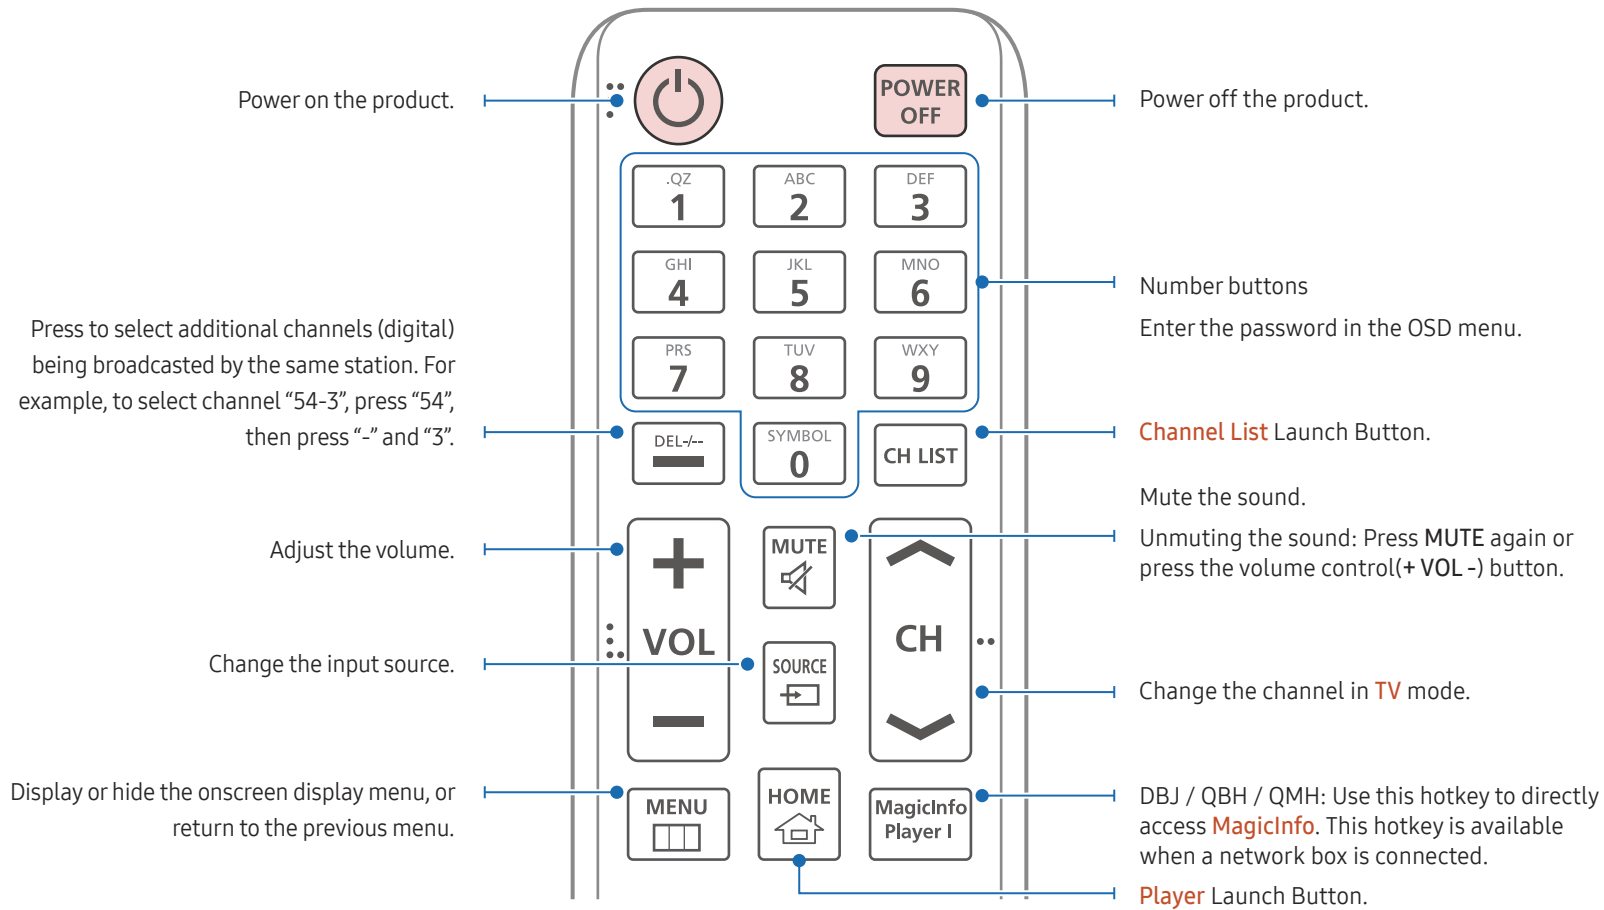 Power on the product.
POWER
OFF
Power off the product.
.QZ
1
ABC
2
DEF
3
GHI
4
JKL
5
MNO
6
Number buttons
Enter the password in the OSD menu.
Press to select additional channels (digital)
being broadcasted by the same station. For
example, to select channel “54-3”, press “54”,
then press “-” and “3”.
PRS
7
TUV
8
WXY
9
DEL-/--
SYMBOL
0
CH LIST
Channel List Launch Button.
Mute the sound.
Unmuting the sound: Press MUTE again or
press the volume control(+ VOL -) button.
Adjust the volume.
MUTE
VOL
CH
Change the input source.
SOURCE
Change the channel in TV mode.
Display or hide the onscreen display menu, or
return to the previous menu.
MENU
HOME
MagicInfo
Player I
DBJ / QBH / QMH: Use this hotkey to directly
access MagicInfo. This hotkey is available
when a network box is connected.
Player Launch Button.